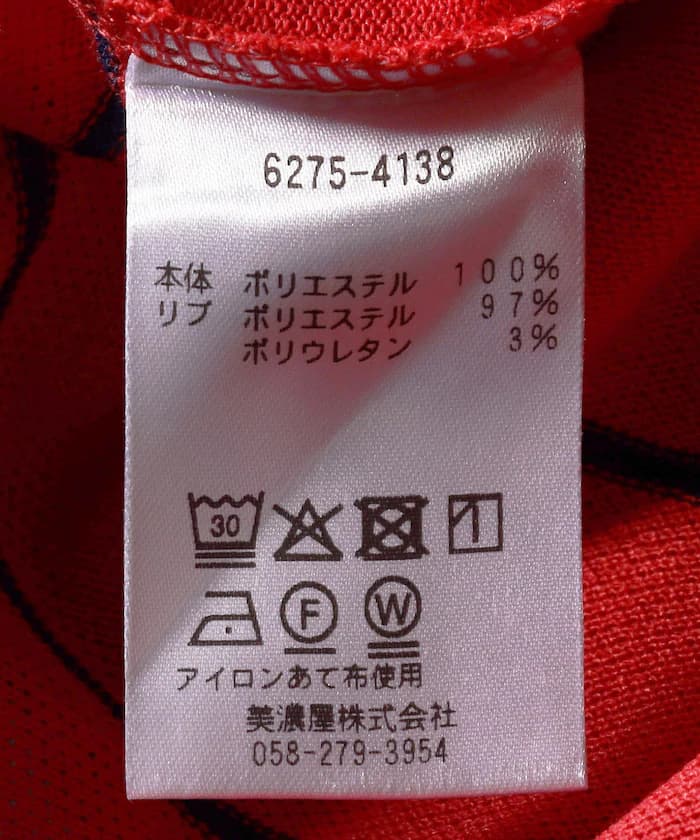 6275-4138
本体 ポリエステル 100%
リブ ポリエステル 97%
ポリウレタン 3%
30
F W
アイロンあて布使用
美濃屋株式会社
058-279-3954